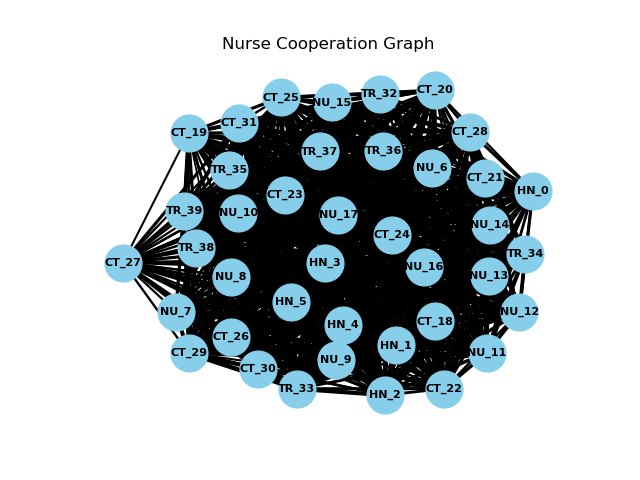 Nurse Cooperation Graph
CT_20
TR_32
CT_25
NU_15
CT_31
CT_28
CT_19
TR_37
TR_36
NU_6
TR_35
CT_21
HN_0
CT_23
TR_39
NU_10
NU_17
NU_14
CT_24
TR_38
TR_34
CT_27
HN_3
NU_16
NU_8
NU_13
HN_5
NU_7
NU_12
CT_18
HN_4
CT_26
HN_1
CT_29
NU_11
NU_9
CT_30
TR_33
CT_22
HN_2